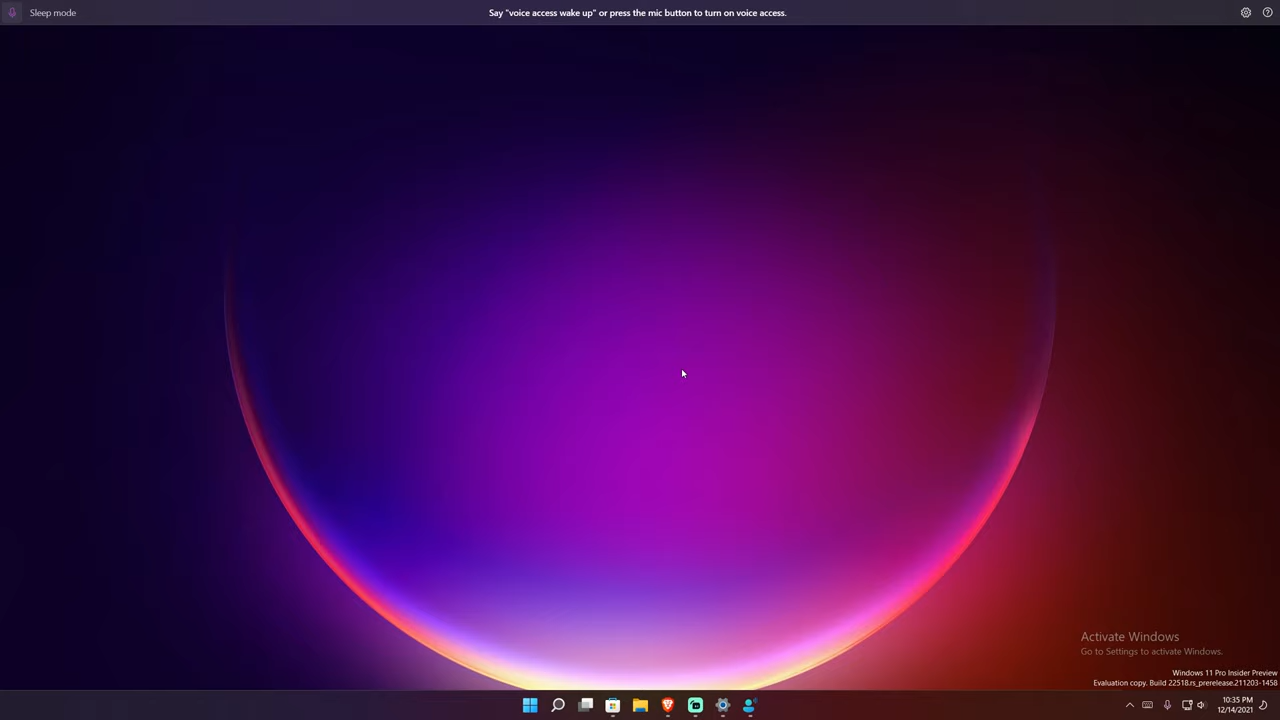 Sleep mode
Say "voice access wake up" or press the mic button to turn on voice access.
Activate Windows
Go to Settings to activate Windows.
Windows 11 Pro Insider Preview
Evaluation copy. Build 22518.rs_prerelease.211203-1458
10:35 PM
12/14/2021